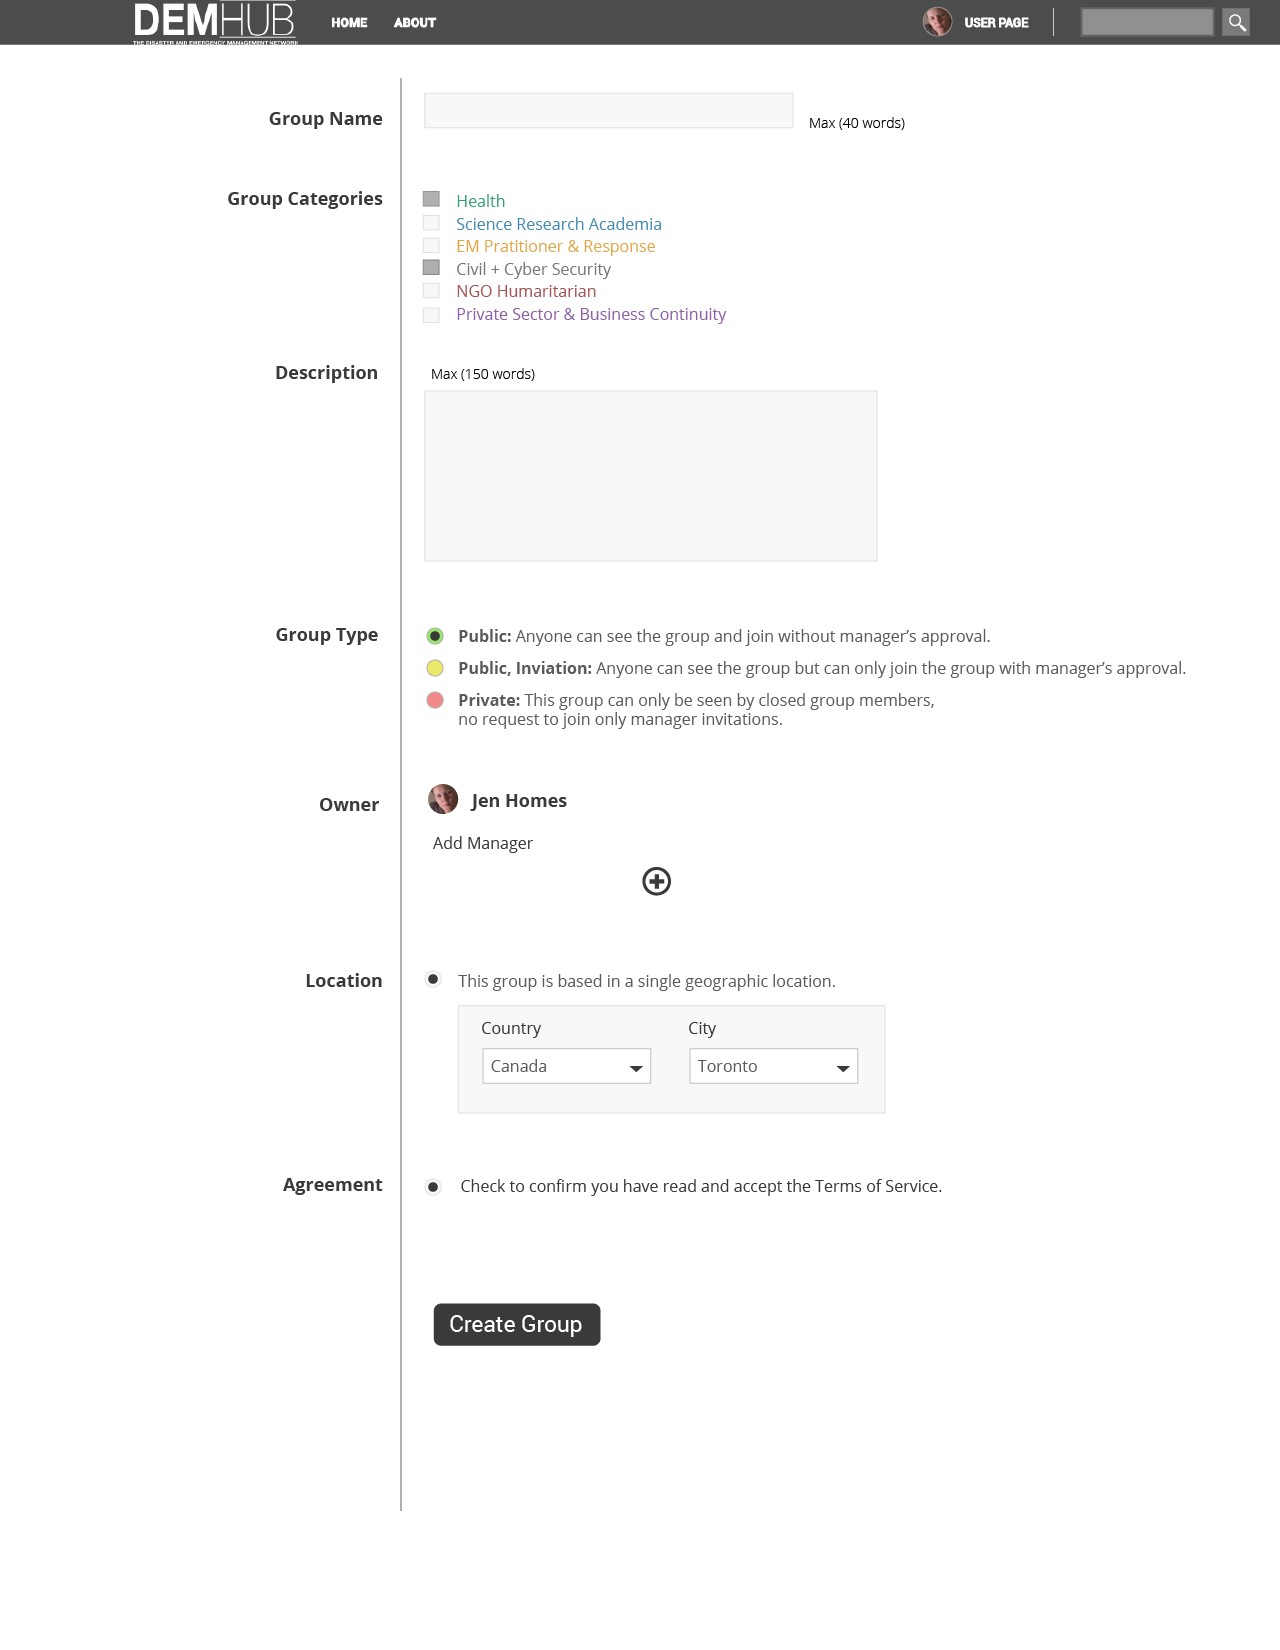 DEMHUB
THE DISASTER AND EMERGENCY MANAGEMENT NETWORK
HOME ABOUT USER PAGE
Group Name
Max (40 words)
Group Categories
Health
Science Research Academia
EM Pratitioner & Response
Civil + Cyber Security
NGO Humaritarian
Private Sector & Business Continuity
Description
Max (150 words)
Group Type
Public: Anyone can see the group and join without manager’s approval.
Public, Inviation: Anyone can see the group but can only join the group with manager’s approval.
Private: This group can only be seen by closed group members,
no request to join only manager invitations.
Owner
Jen Homes
Add Manager
Location
This group is based in a single geographic location.
Country City
Canada Toronto
Agreement
Check to confirm you have read and accept the Terms of Service.
Create Group